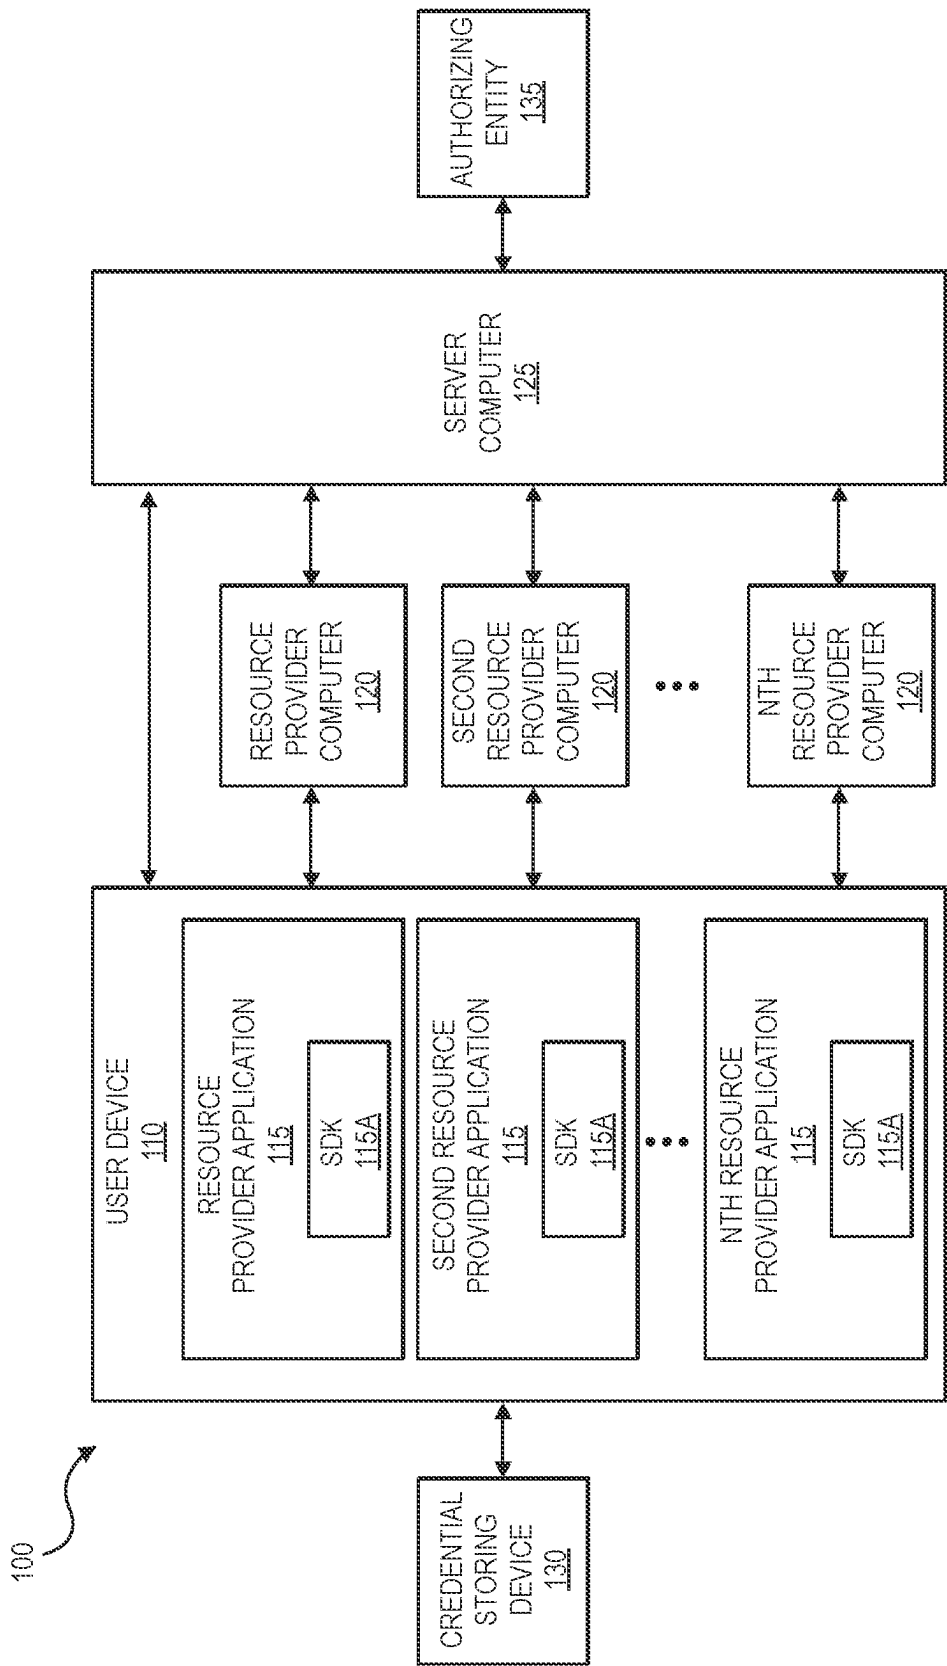 100
CREDENTIAL
STORING
DEVICE
130
USER DEVICE
110
RESOURCE
PROVIDER APPLICATION
115
SDK
115A
SECOND RESOURCE
PROVIDER APPLICATION
115
SDK
115A
NTH RESOURCE
PROVIDER APPLICATION
115
SDK
115A
RESOURCE
PROVIDER
COMPUTER
120
SECOND
RESOURCE
PROVIDER
COMPUTER
120
NTH
RESOURCE
PROVIDER
COMPUTER
120
SERVER
COMPUTER
125
AUTHORIZING
ENTITY
135